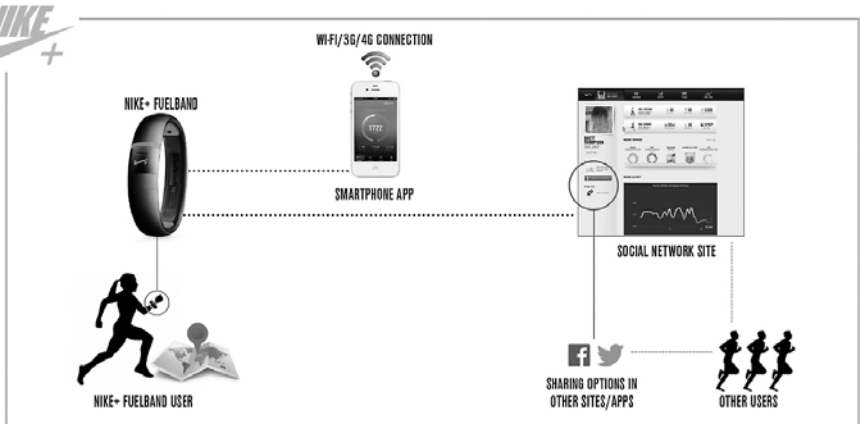 NIKE
+
WI-FI/3G/4G CONNECTION
NIKE+ FUELBAND
1722
SMARTPHONE APP
SOCIAL NETWORK SITE
SHARING OPTIONS IN
OTHER SITES/APPS
OTHER USERS
NIKE+ FUELBAND USER